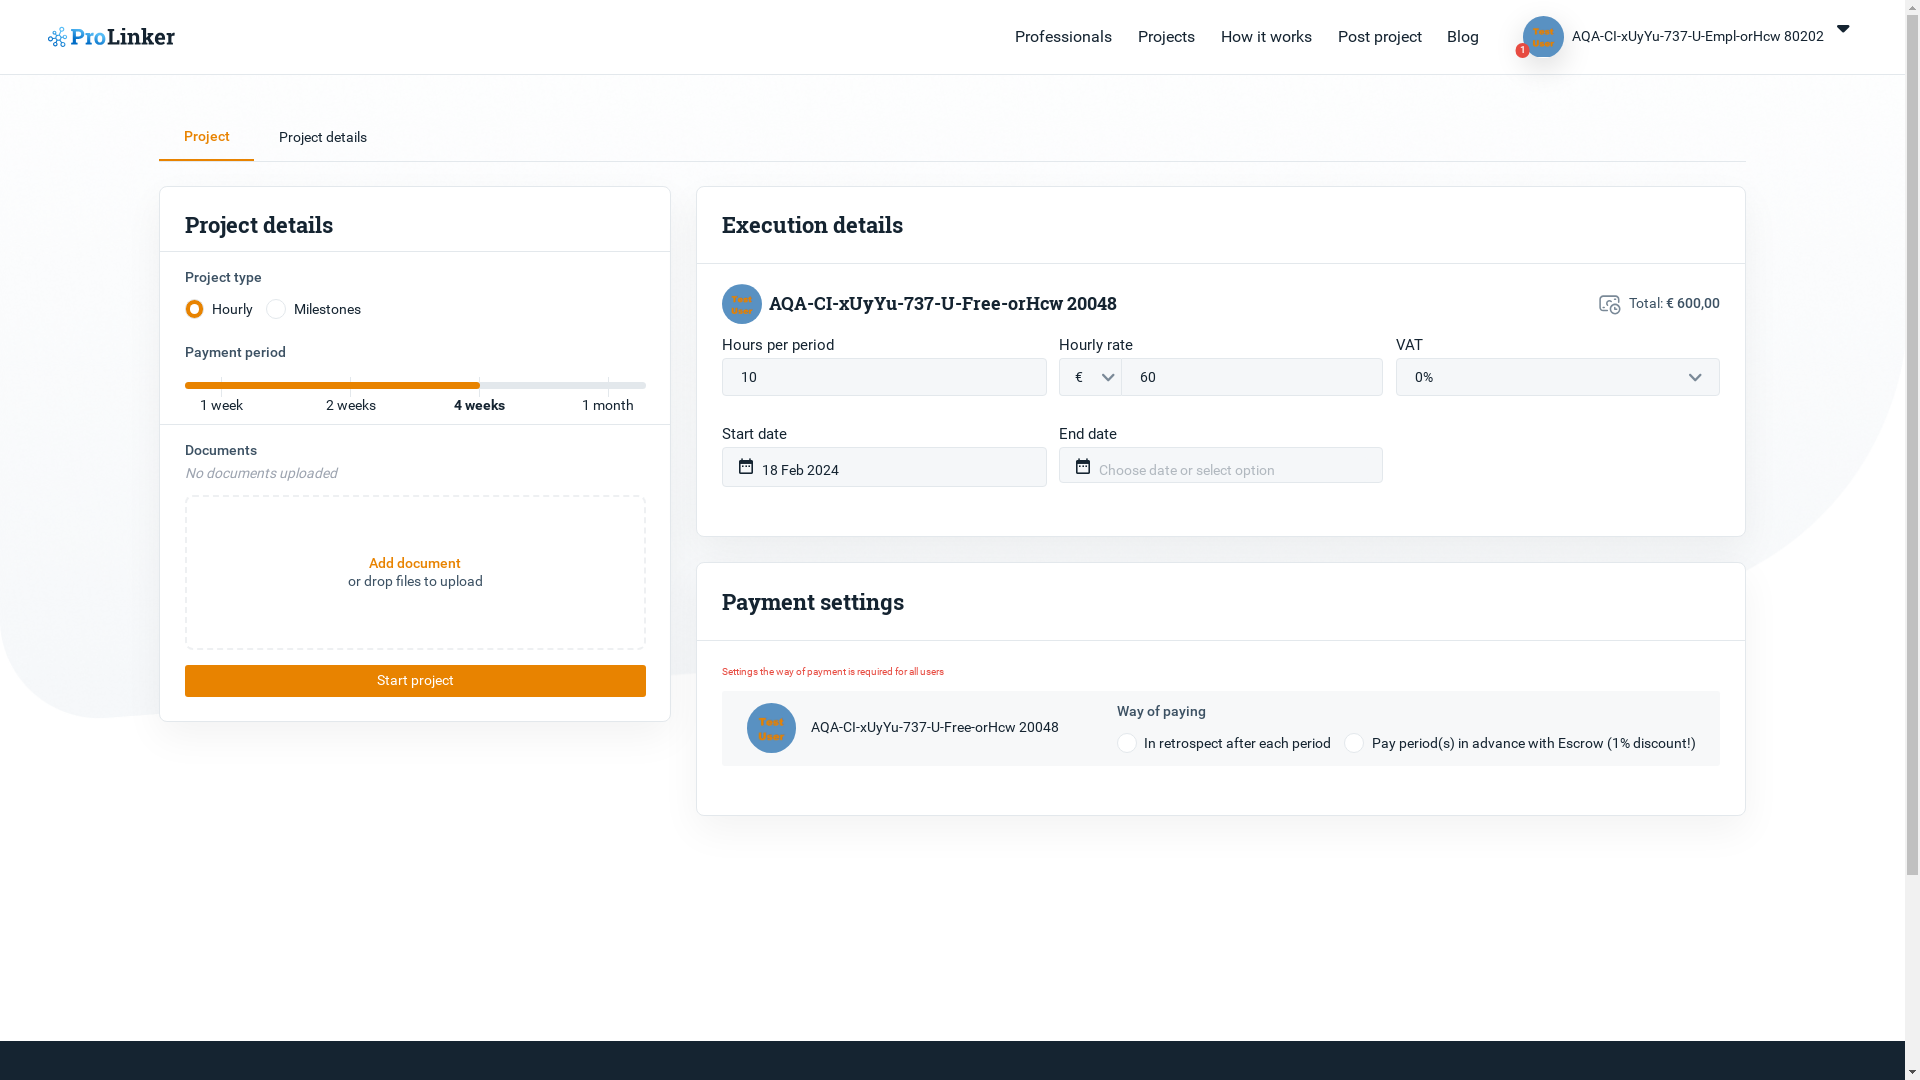 ProLinker
Professionals
Projects
How it works
Post project
Blog
Test
User
1
AQA-CI-xUyYu-737-U-Empl-orHcw 80202
Project
Project details
Project details
Project type
Hourly
Milestones
Payment period
1 week
2 weeks
4 weeks
1 month
Documents
No documents uploaded
Add document
or drop files to upload
Start project
Execution details
Test
User
AQA-CI-xUyYu-737-U-Free-orHcw 20048
Total: € 600,00
Hours per period
Hourly rate
VAT
10
€
60
0%
Start date
End date
18 Feb 2024
Choose date or select option
Payment settings
Settings the way of payment is required for all users
Test
User
AQA-CI-xUyYu-737-U-Free-orHcw 20048
Way of paying
In retrospect after each period
Pay period(s) in advance with Escrow (1% discount!)